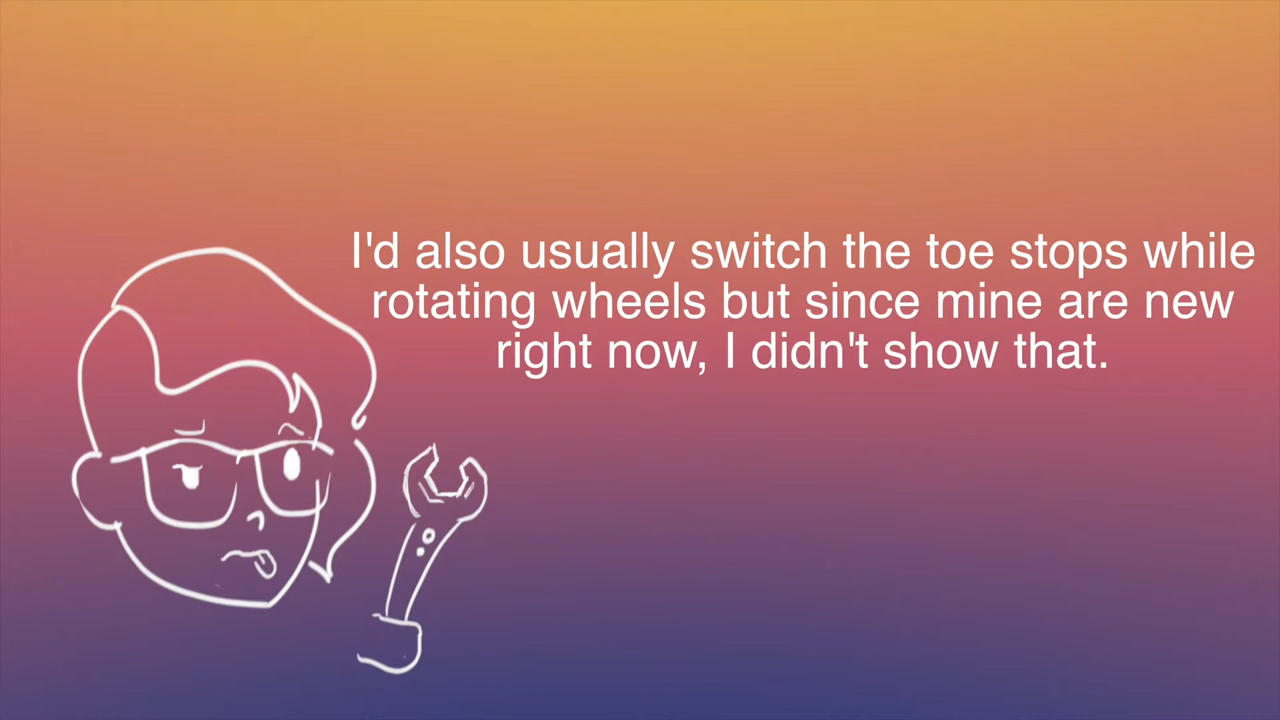 I'd also usually switch the toe stops while
rotating wheels but since mine are new
right now, I didn't show that.